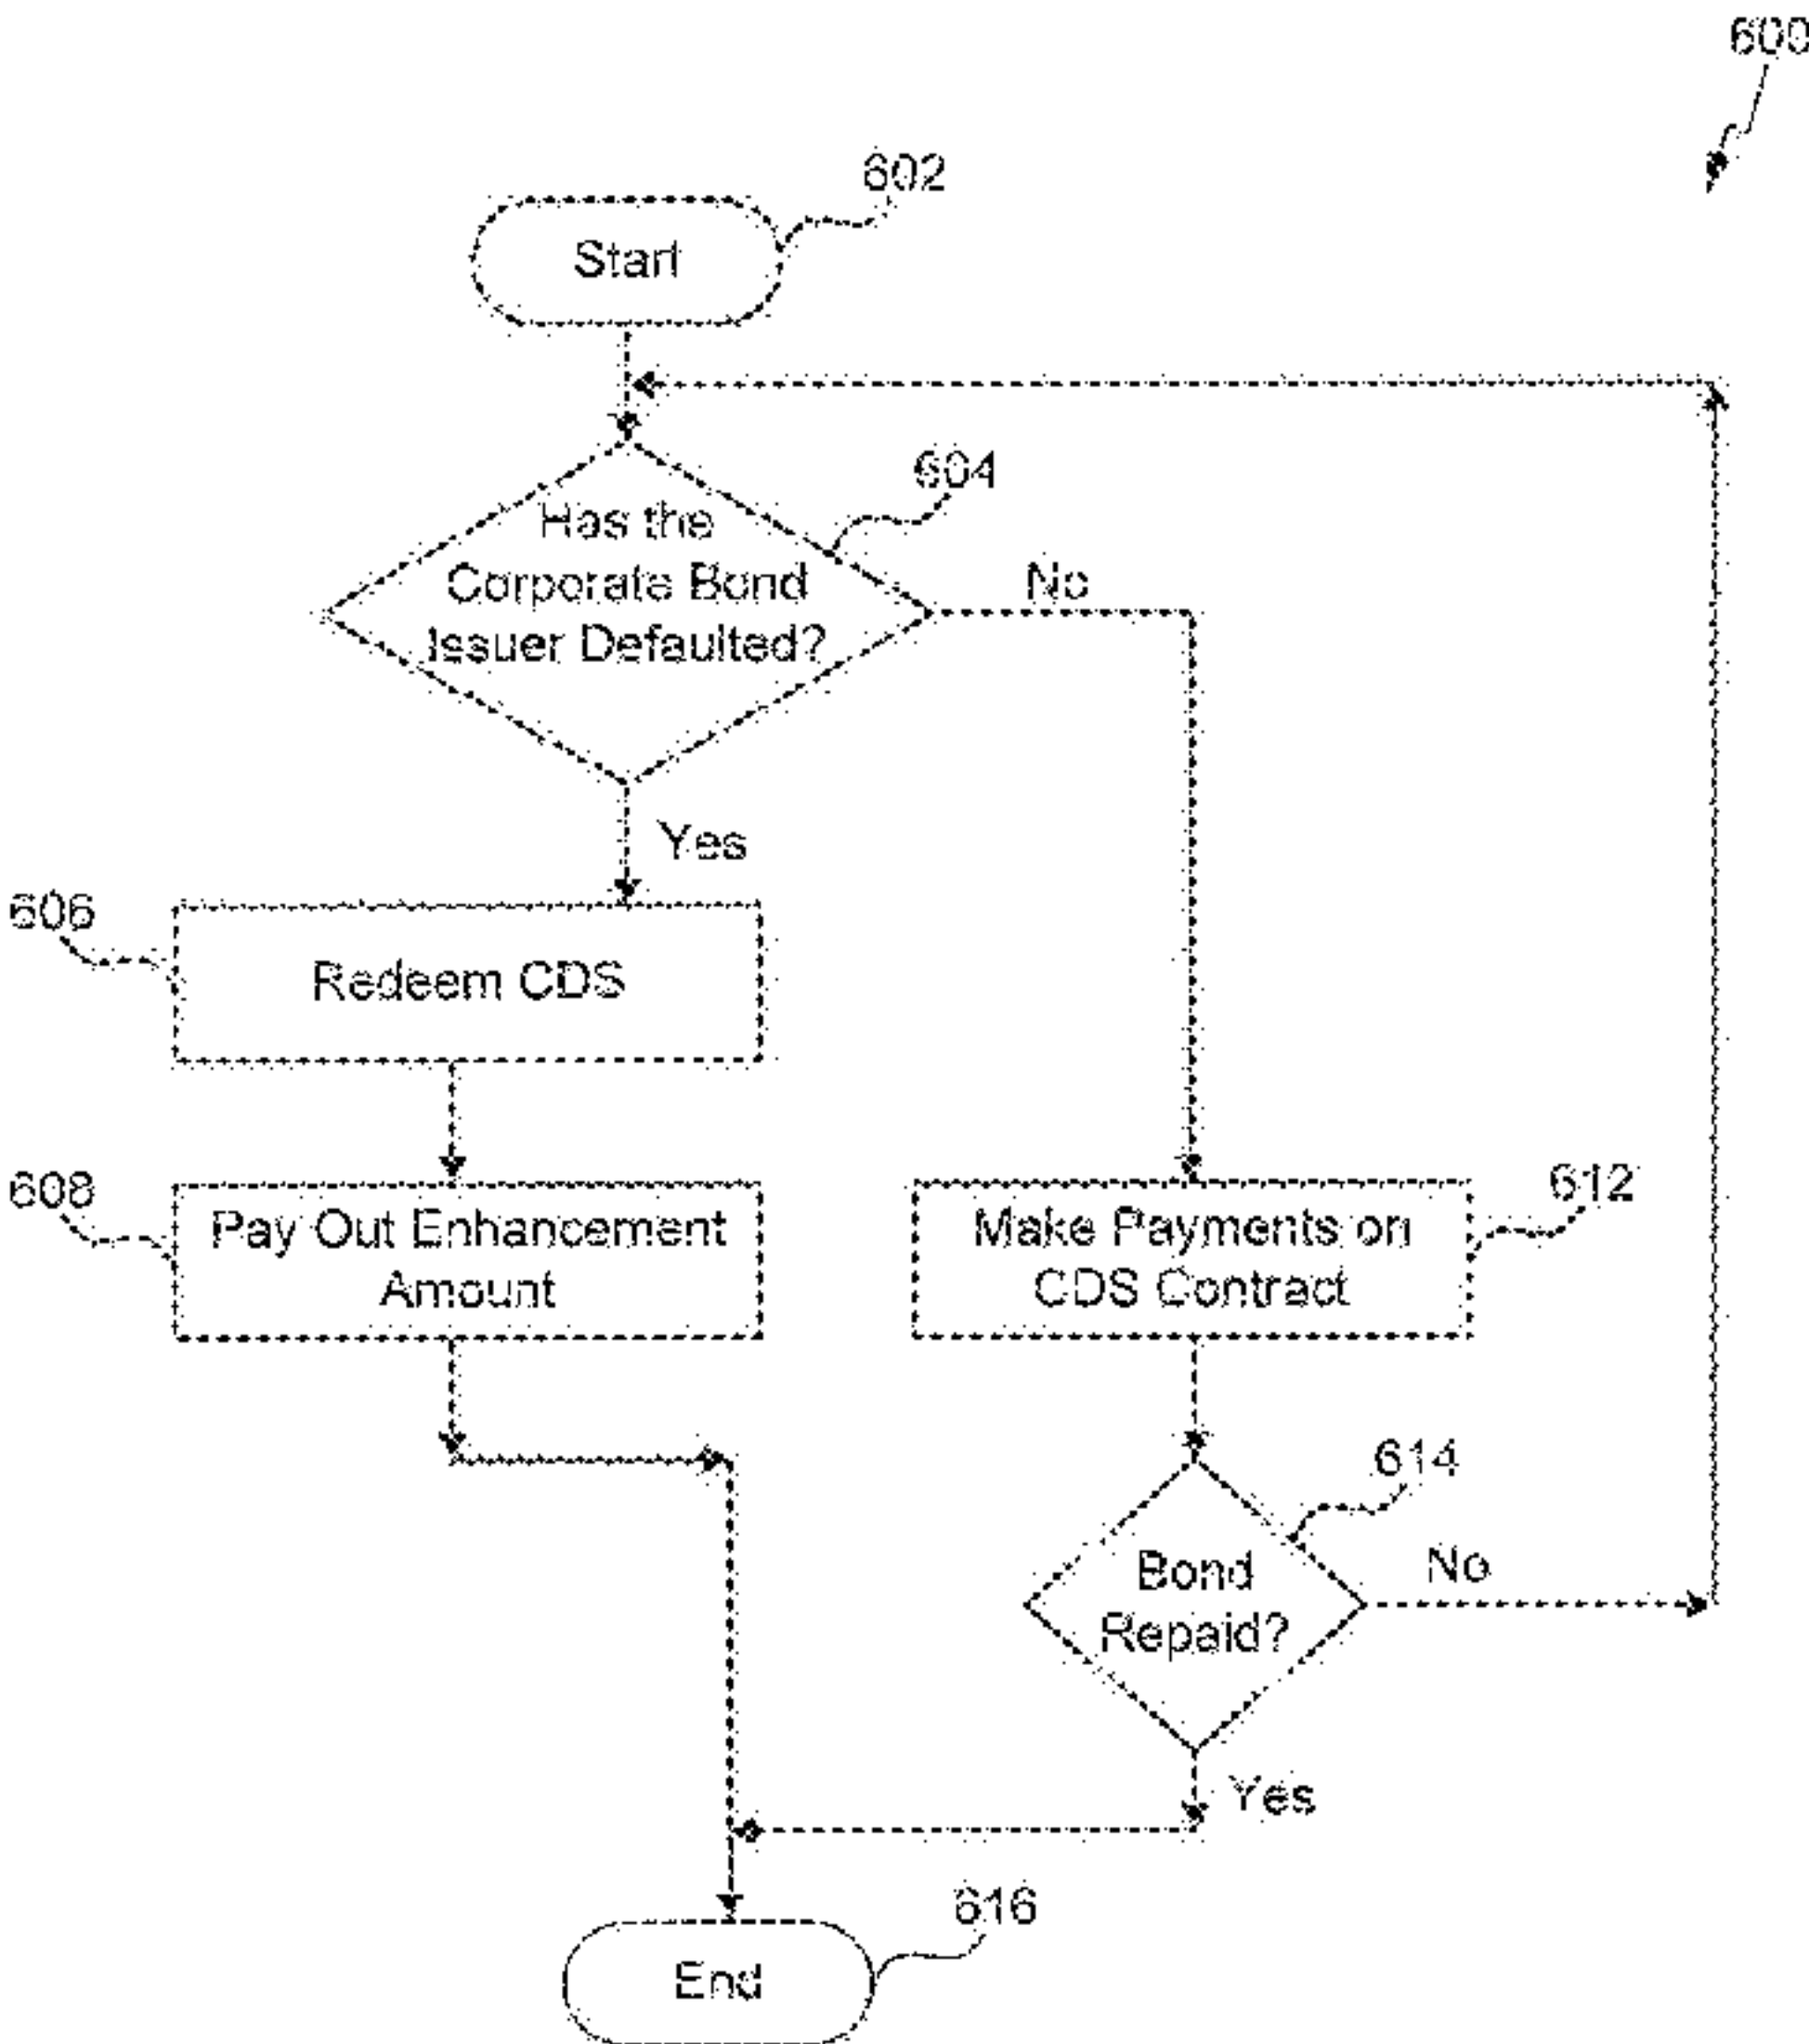 600
602
Start
604
Has the
Corporate Bond
Issuer Defaulted?
No
Yes
606
Redeem CDS
608
Pay Out Enhancement
Amount
612
Make Payments on
CDS Contract
614
Bond
Repaid?
No
Yes
616
End